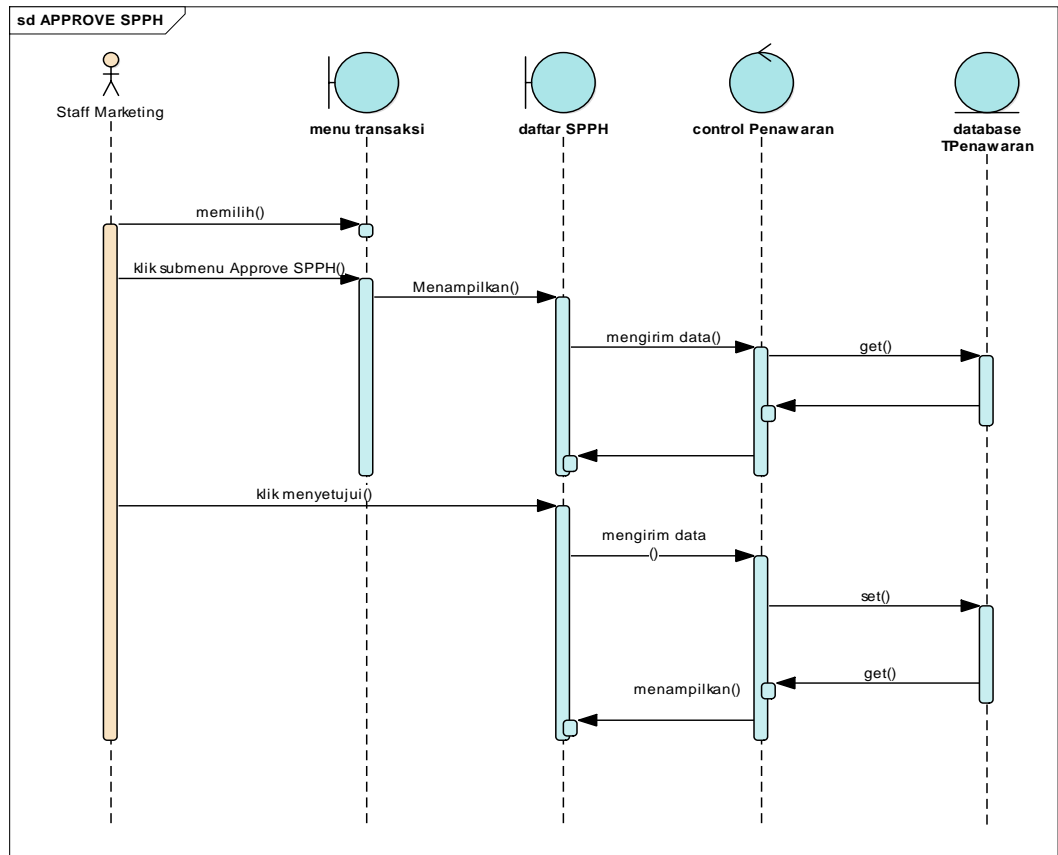 sd APPROVE SPPH
Staff Marketing
menu transaksi
daftar SPPH
control Penawaran
database
TPenawaran
memilih()
klik submenu Approve SPPH()
Menampilkan()
mengirim data()
get()
klik menyetujui()
mengirim data
()
set()
get()
menampilkan()